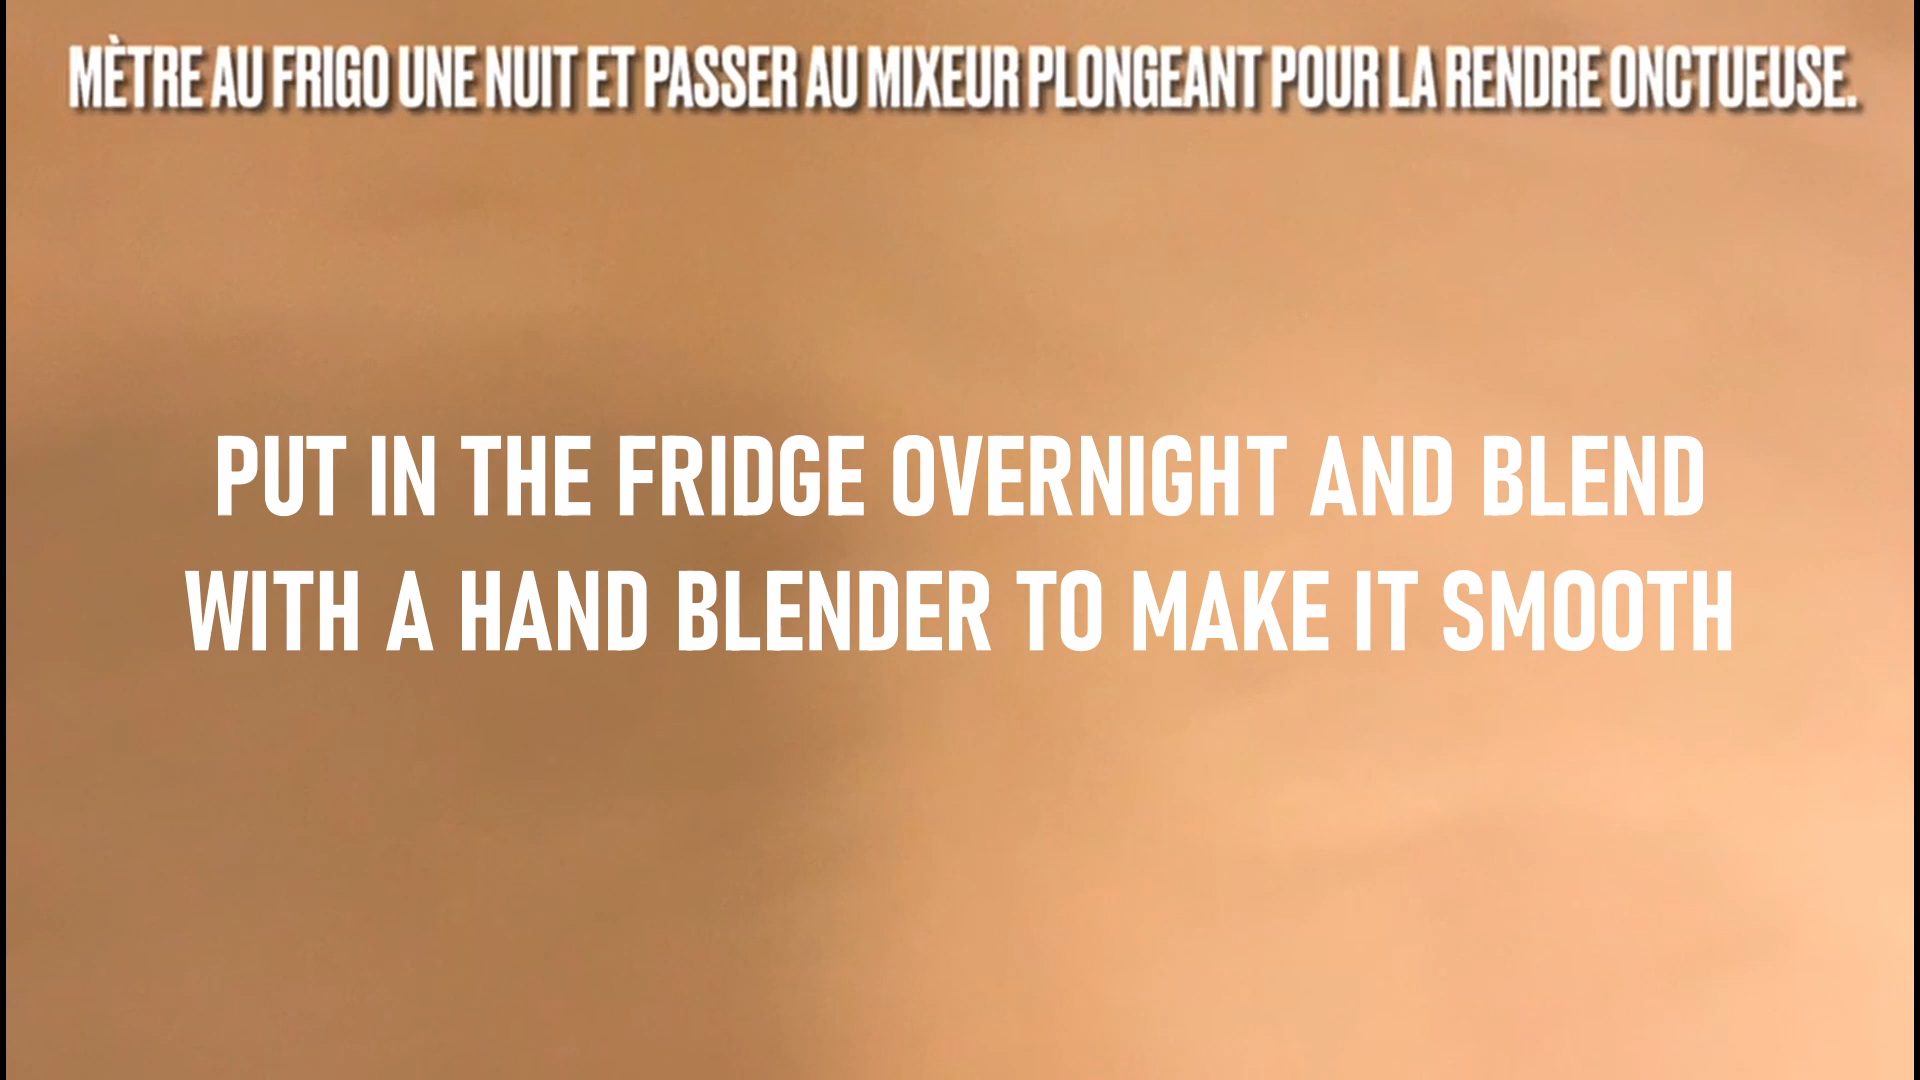 MÈTRE AU FRIGO UNE NUIT ET PASSER AU MIXEUR PLONGEANT POUR LA RENDRE ONCTUEUSE.
PUT IN THE FRIDGE OVERNIGHT AND BLEND
WITH A HAND BLENDER TO MAKE IT SMOOTH